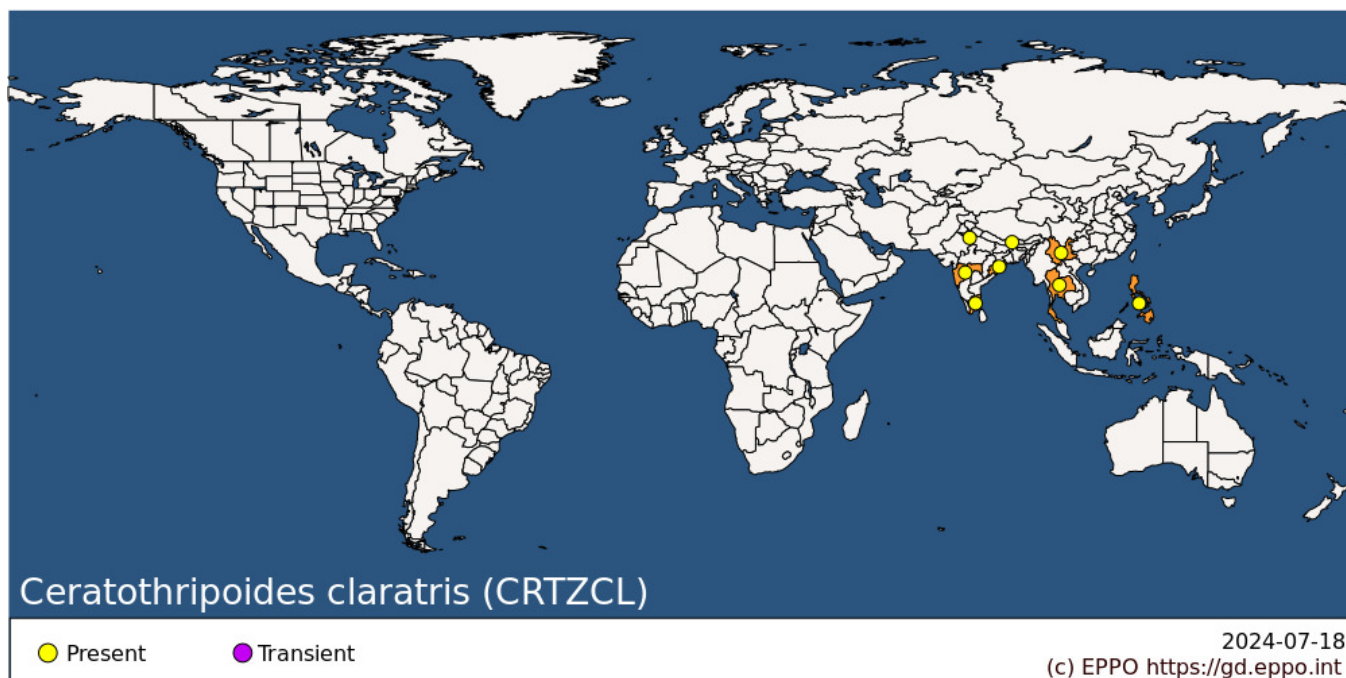 Ceratothripoides claratris (CRTZCL)
Present
Transient
2024-07-18
(c) EPPO https://gd.eppo.int